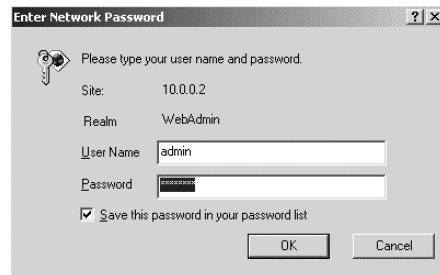 Enter Network Password
Please type your user name and password.
Site: 10.0.0.2
Realm WebAdmin
User Name admin
Password xxxxxxxx
Save this password in your password list
OK Cancel